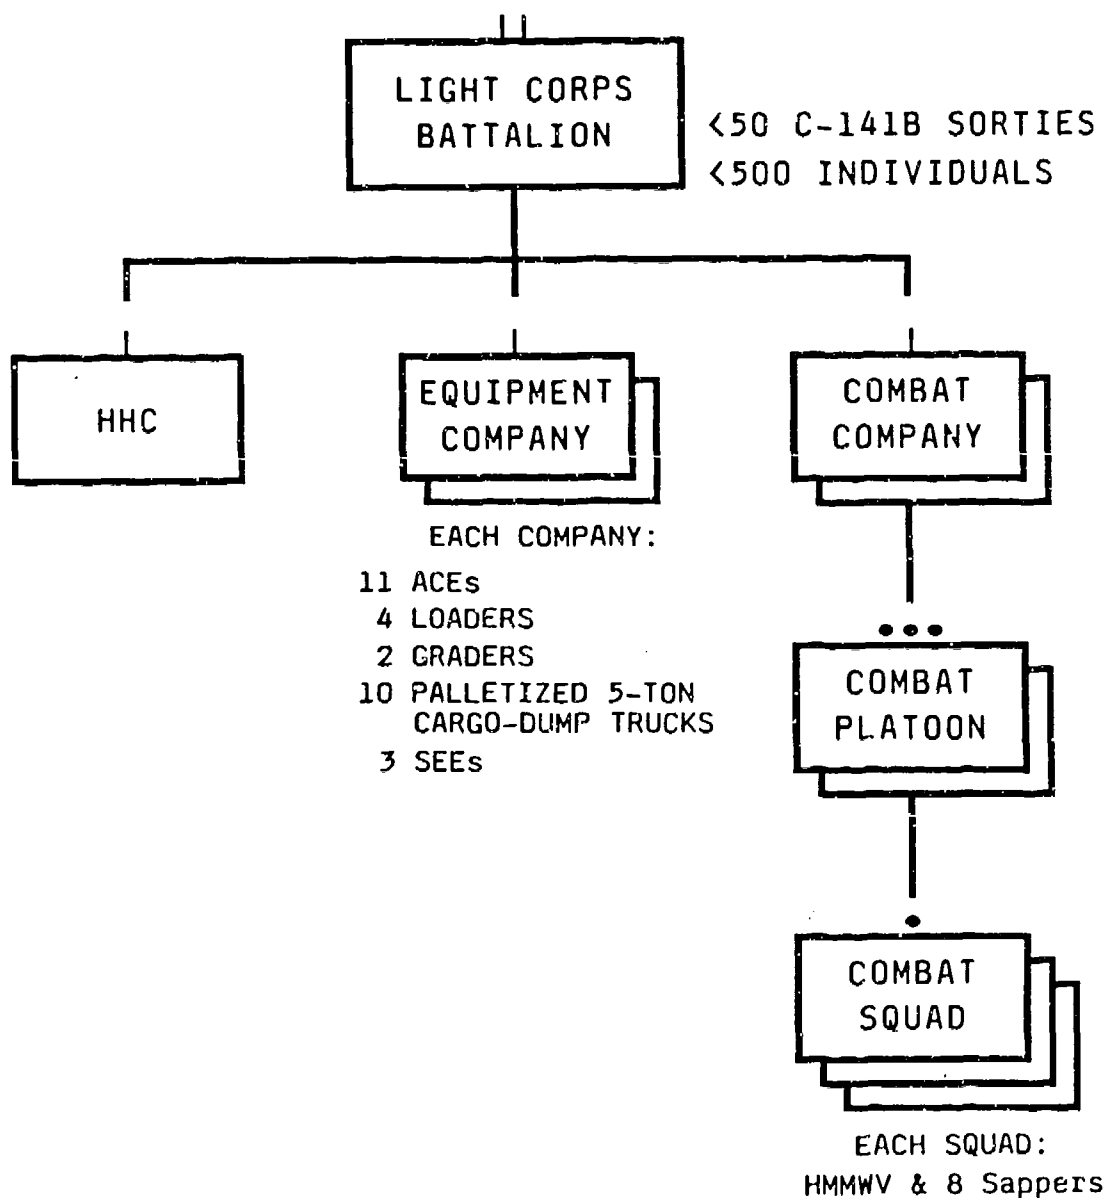 LIGHT CORPS
BATTALION
<50 C-141B SORTIES
<500 INDIVIDUALS
HHC
EQUIPMENT
COMPANY
COMBAT
COMPANY
EACH COMPANY:
11 ACEs
4 LOADERS
2 GRADERS
10 PALLETIZED 5-TON
CARGO-DUMP TRUCKS
3 SEEs
COMBAT
PLATOON
COMBAT
SQUAD
EACH SQUAD:
HMMWV & 8 Sappers